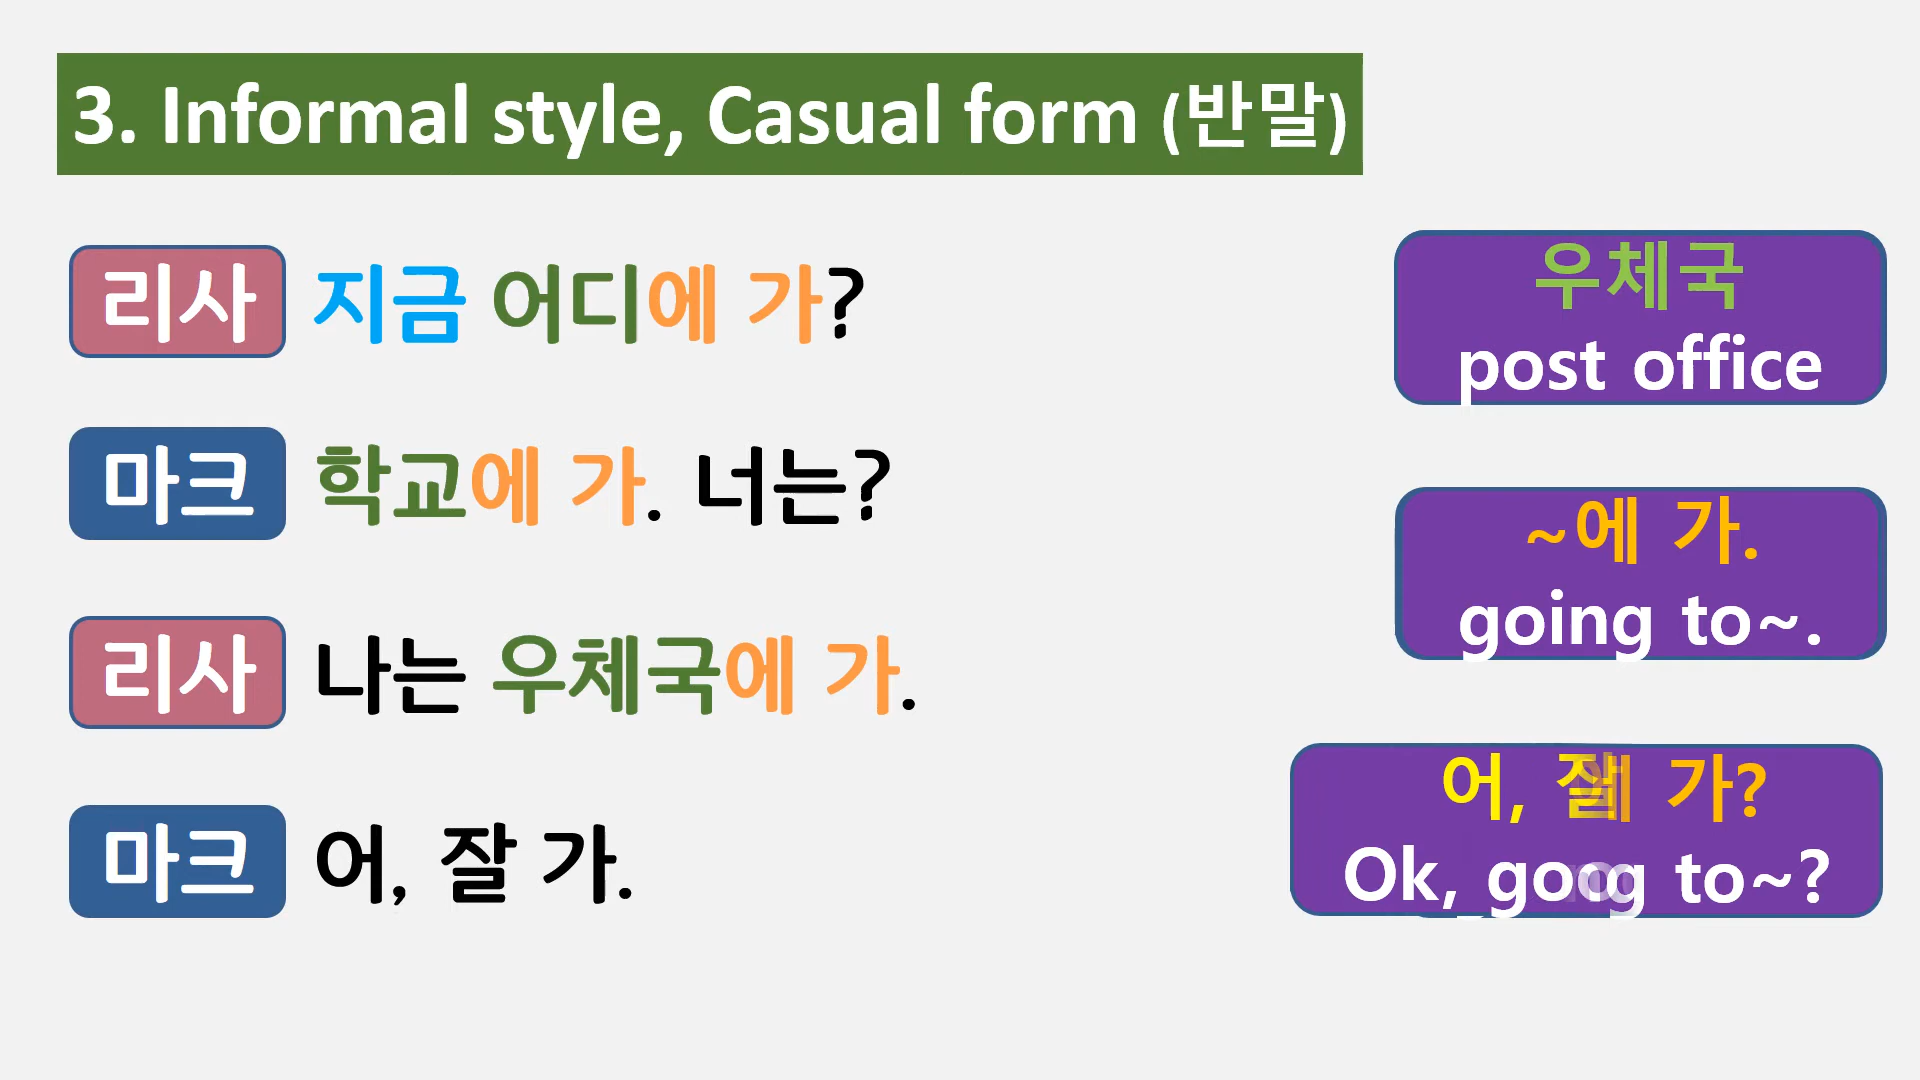 3. Informal style, Casual form (반말)
리사 지금 어디에 가?
마크 학교에 가. 너는?
리사 나는 우체국에 가.
마크 어, 잘 가.
우체국
post office
~에 가.
going to~.
어, 가?
Ok, to~?